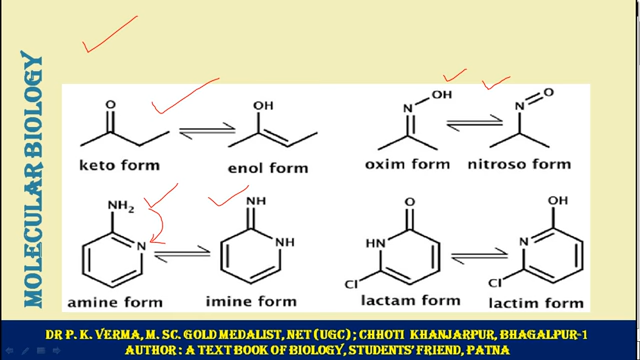 MOLECULAR BIOLOGY
O
OH
keto form
enol form
N
OH
N
O
oxim form
nitroso form
NH2
N
amine form
NH
NH
imine form
O
HN
Cl
lactam form
OH
N
Cl
lactim form
DR P. K. VERMA, M. SC. GOLD MEDALIST, NET (UGC) ; CHHOTI KHANJARPUR, BHAGALPUR-1
AUTHOR : A TEXT BOOK OF BIOLOGY, STUDENTS' FRIEND, PATNA